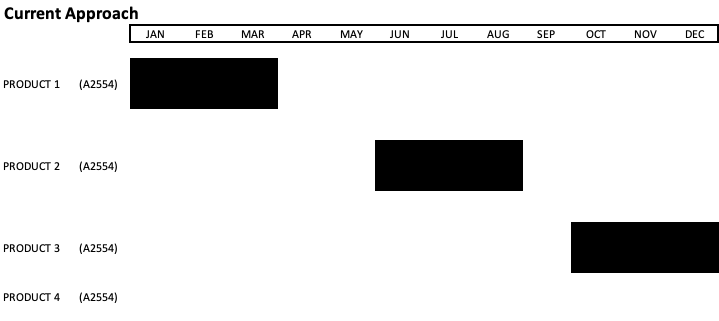 Current Approach
JAN FEB MAR APR MAY JUN JUL AUG SEP OCT NOV DEC
PRODUCT 1 (A2554)
PRODUCT 2 (A2554)
PRODUCT 3 (A2554)
PRODUCT 4 (A2554)